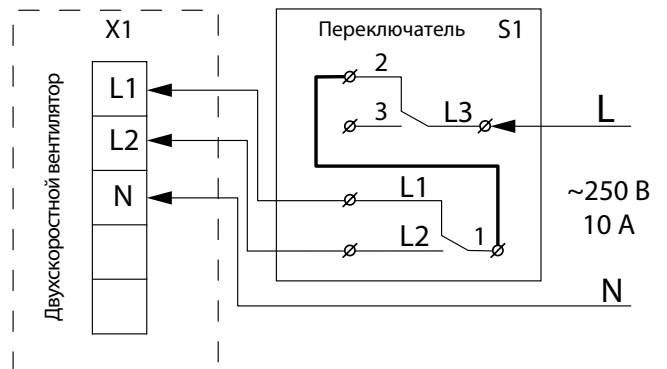 X1
Переключатель S1
Двухскоростной вентилятор
L1
L2
N
2
3
L3
L
L1
L2
1
~250 В
10 А
N